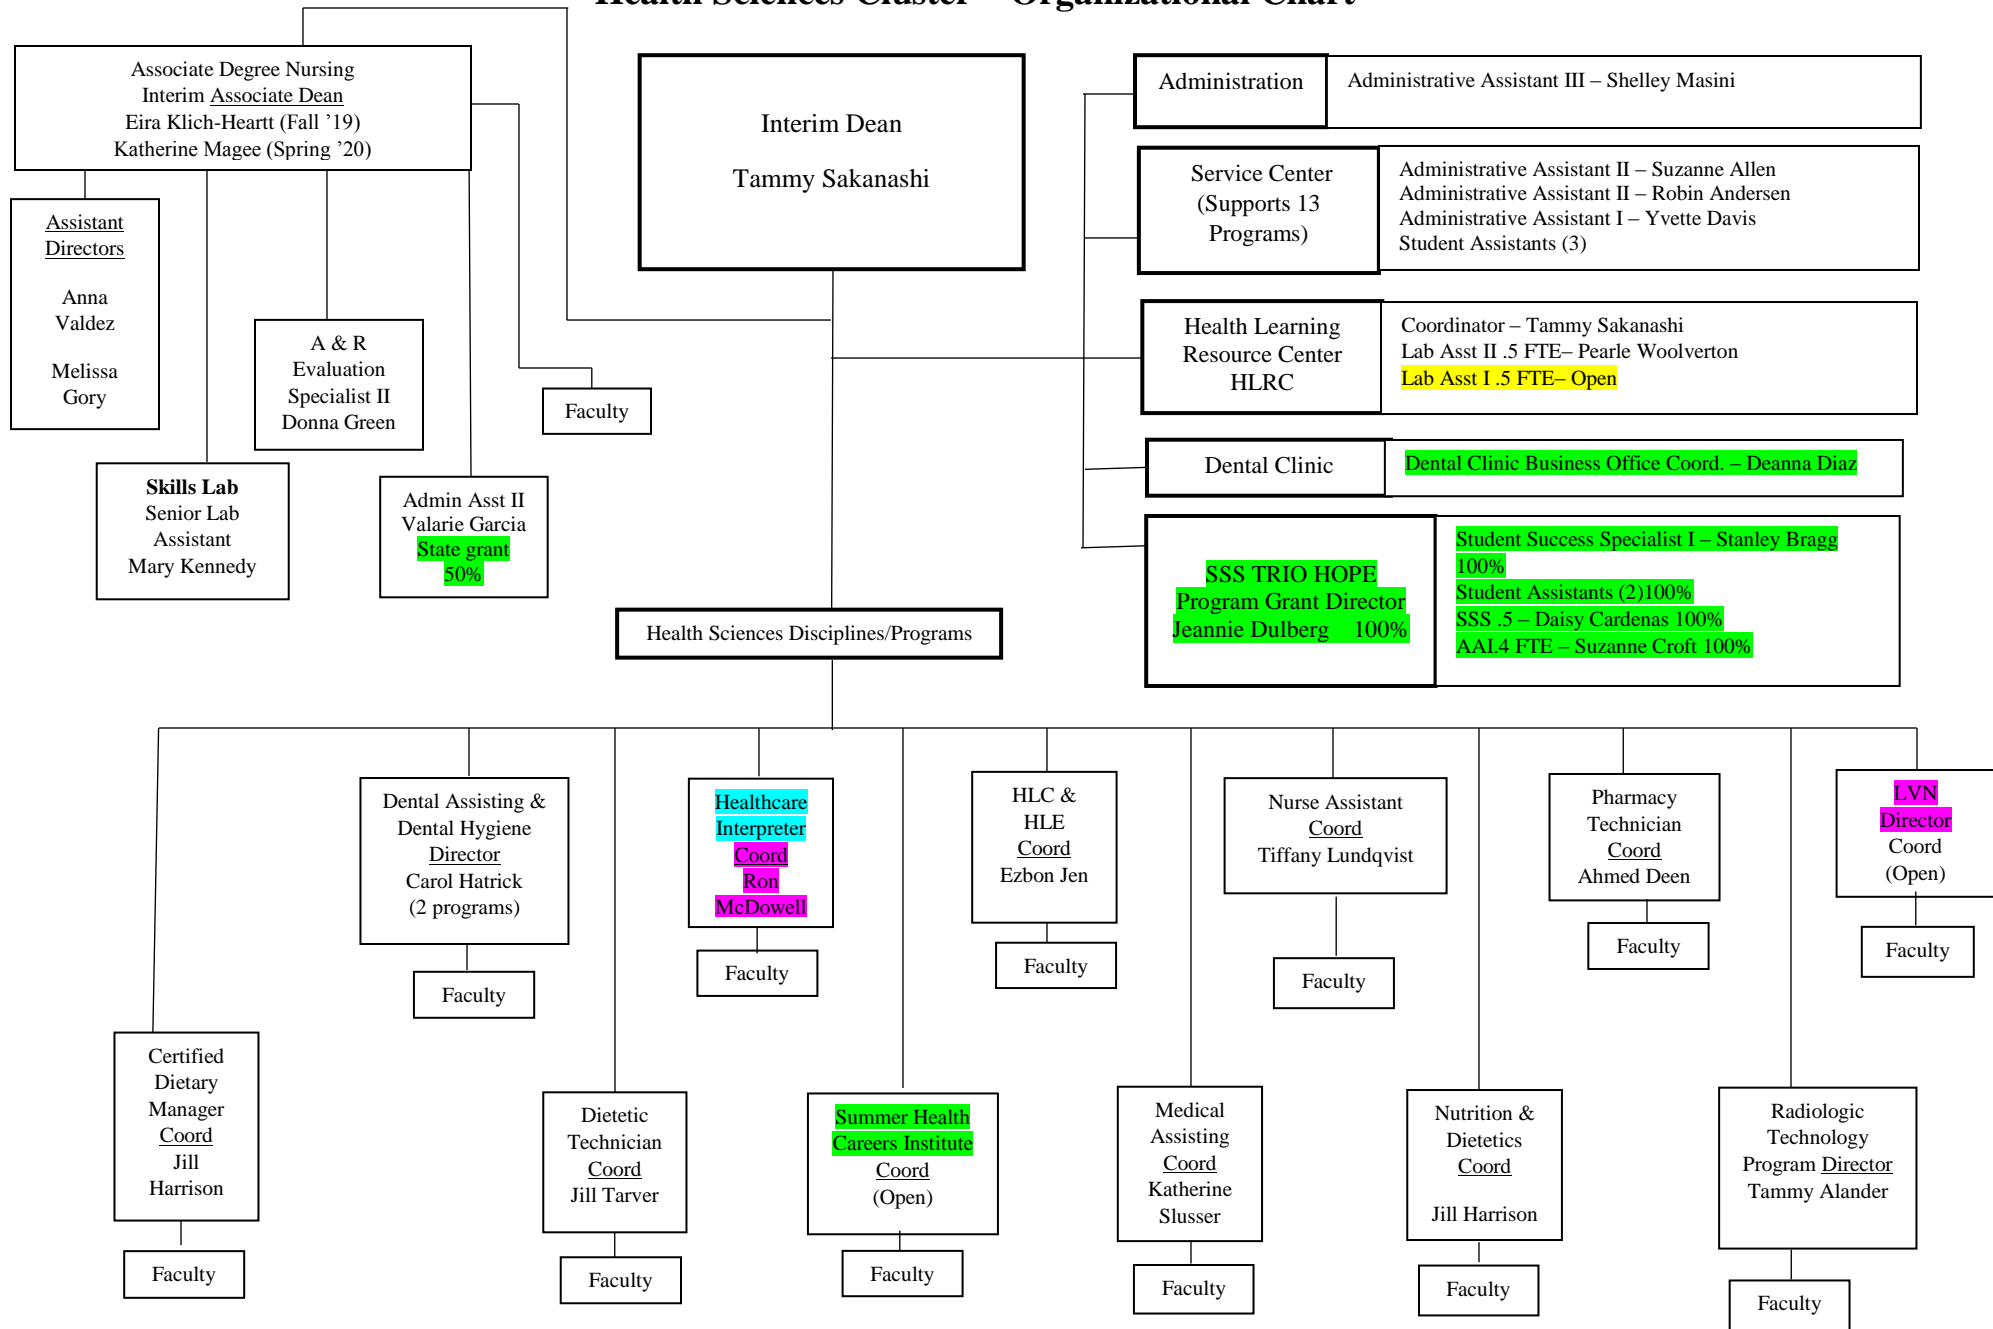 Health Sciences Cluster – Organizational Chart
Associate Degree Nursing
Interim Associate Dean
Eira Klich-Heartt (Fall ’19)
Katherine Magee (Spring ’20)
Interim Dean
Tammy Sakanashi
Administration
Administrative Assistant III – Shelley Masini
Service Center
(Supports 13
Programs)
Administrative Assistant II – Suzanne Allen
Administrative Assistant II – Robin Andersen
Administrative Assistant I – Yvette Davis
Student Assistants (3)
Health Learning
Resource Center
HLRC
Coordinator – Tammy Sakanashi
Lab Asst II .5 FTE– Pearle Woolverton
Lab Asst I .5 FTE– Open
Dental Clinic
Dental Clinic Business Office Coord. – Deanna Diaz
SSS TRIO HOPE
Program Grant Director
Jeannie Dulberg 100%
Student Success Specialist I – Stanley Bragg
100%
Student Assistants (2)100%
SSS .5 – Daisy Cardenas 100%
AAI.4 FTE – Suzanne Croft 100%
Assistant
Directors
Anna
Valdez
Melissa
Gory
A & R
Evaluation
Specialist II
Donna Green
Faculty
Skills Lab
Senior Lab
Assistant
Mary Kennedy
Admin Asst II
Valarie Garcia
State grant
50%
Health Sciences Disciplines/Programs
Dental Assisting &
Dental Hygiene
Director
Carol Hatrick
(2 programs)
Faculty
Healthcare
Interpreter
Coord
Ron
McDowell
Faculty
HLC &
HLE
Coord
Ezbon Jen
Faculty
Nurse Assistant
Coord
Tiffany Lundqvist
Faculty
Pharmacy
Technician
Coord
Ahmed Deen
Faculty
LVN
Director
Coord
(Open)
Faculty
Certified
Dietary
Manager
Coord
Jill
Harrison
Faculty
Dietetic
Technician
Coord
Jill Tarver
Faculty
Summer Health
Careers Institute
Coord
(Open)
Faculty
Medical
Assisting
Coord
Katherine
Slusser
Faculty
Nutrition &
Dietetics
Coord
Jill Harrison
Faculty
Radiologic
Technology
Program Director
Tammy Alander
Faculty